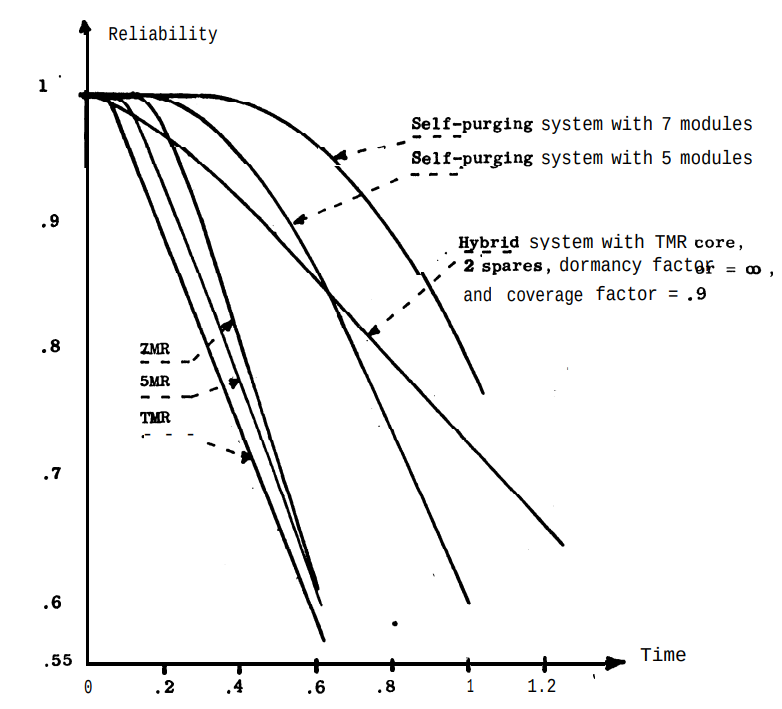 Reliability
1
Self-purging system with 7 modules
Self-purging system with 5 modules
.9
Hybrid system with TMR core,
2 spares, dormancy factor = ∞,
and coverage factor = .9
.8
7MR
5MR
TMR
.7
.6
.55
Time
0 .2 .4 .6 .8 1 1.2